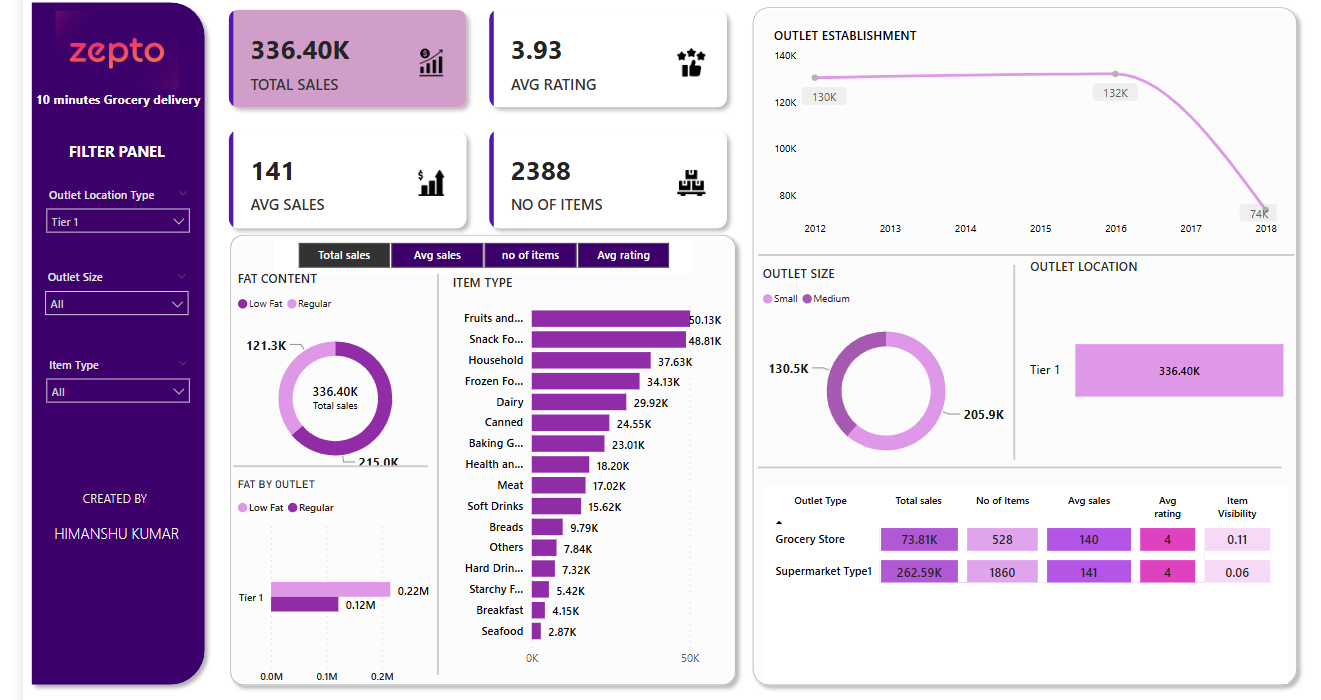 zepto
10 minutes Grocery delivery
FILTER PANEL
Outlet Location Type
Tier 1
Outlet Size
All
Item Type
All
CREATED BY
HIMANSHU KUMAR
336.40K
TOTAL SALES
3.93
AVG RATING
141
AVG SALES
2388
NO OF ITEMS
Total sales Avg sales no of items Avg rating
FAT CONTENT
Low Fat Regular
121.3K
336.40K
Total sales
215.0K
FAT BY OUTLET
Low Fat Regular
Tier 1
0.22M
0.12M
0.0M 0.1M 0.2M
ITEM TYPE
Fruits and... 50.13K
Snack Fo... 48.81K
Household 37.63K
Frozen Fo... 34.13K
Dairy 29.92K
Canned 24.55K
Baking G... 23.01K
Health an... 18.20K
Meat 17.02K
Soft Drinks 15.62K
Breads 9.79K
Others 7.84K
Hard Drin... 7.32K
Starchy F... 5.42K
Breakfast 4.15K
Seafood 2.87K
0K 50K
OUTLET ESTABLISHMENT
140K
120K
100K
80K
130K
132K
74K
2012 2013 2014 2015 2016 2017 2018
OUTLET SIZE
Small Medium
130.5K
205.9K
OUTLET LOCATION
Tier 1 336.40K
Outlet Type Total sales No of Items Avg sales Avg rating Item Visibility
Grocery Store 73.81K 528 140 4 0.11
Supermarket Type1 262.59K 1860 141 4 0.06